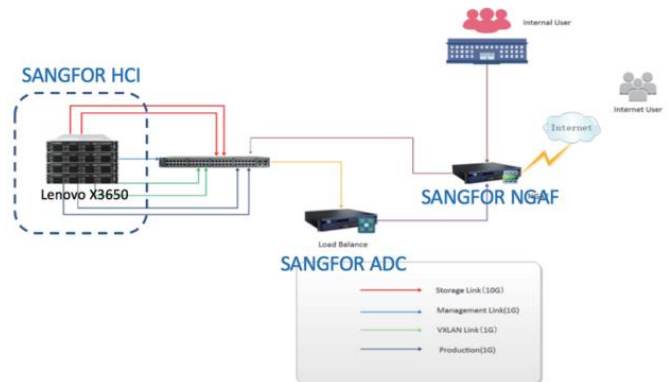 Internal User
SANGFOR HCI
Internet User
Internet
Lenovo X3650
SANGFOR NGAF
Load Balance
SANGFOR ADC
Storage Link(10G)
Management Link(1G)
VXLAN Link(1G)
Production(1G)